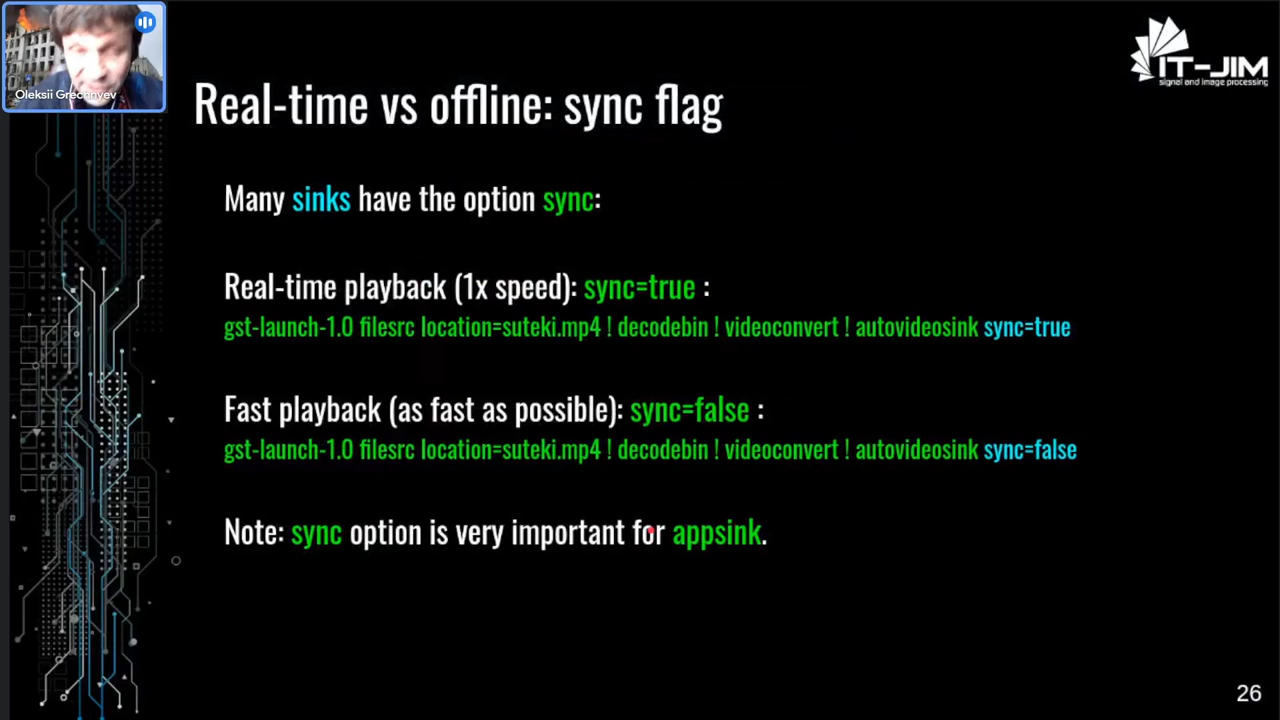 Oleksii Grechnyev
IT-JIM
signal and image processing
Real-time vs offline: sync flag
Many sinks have the option sync:
Real-time playback (1x speed): sync=true :
gst-launch-1.0 filesrc location=suteki.mp4 ! decodebin ! videoconvert ! autovideosink sync=true
Fast playback (as fast as possible): sync=false :
gst-launch-1.0 filesrc location=suteki.mp4 ! decodebin ! videoconvert ! autovideosink sync=false
Note: sync option is very important for appsink.
26